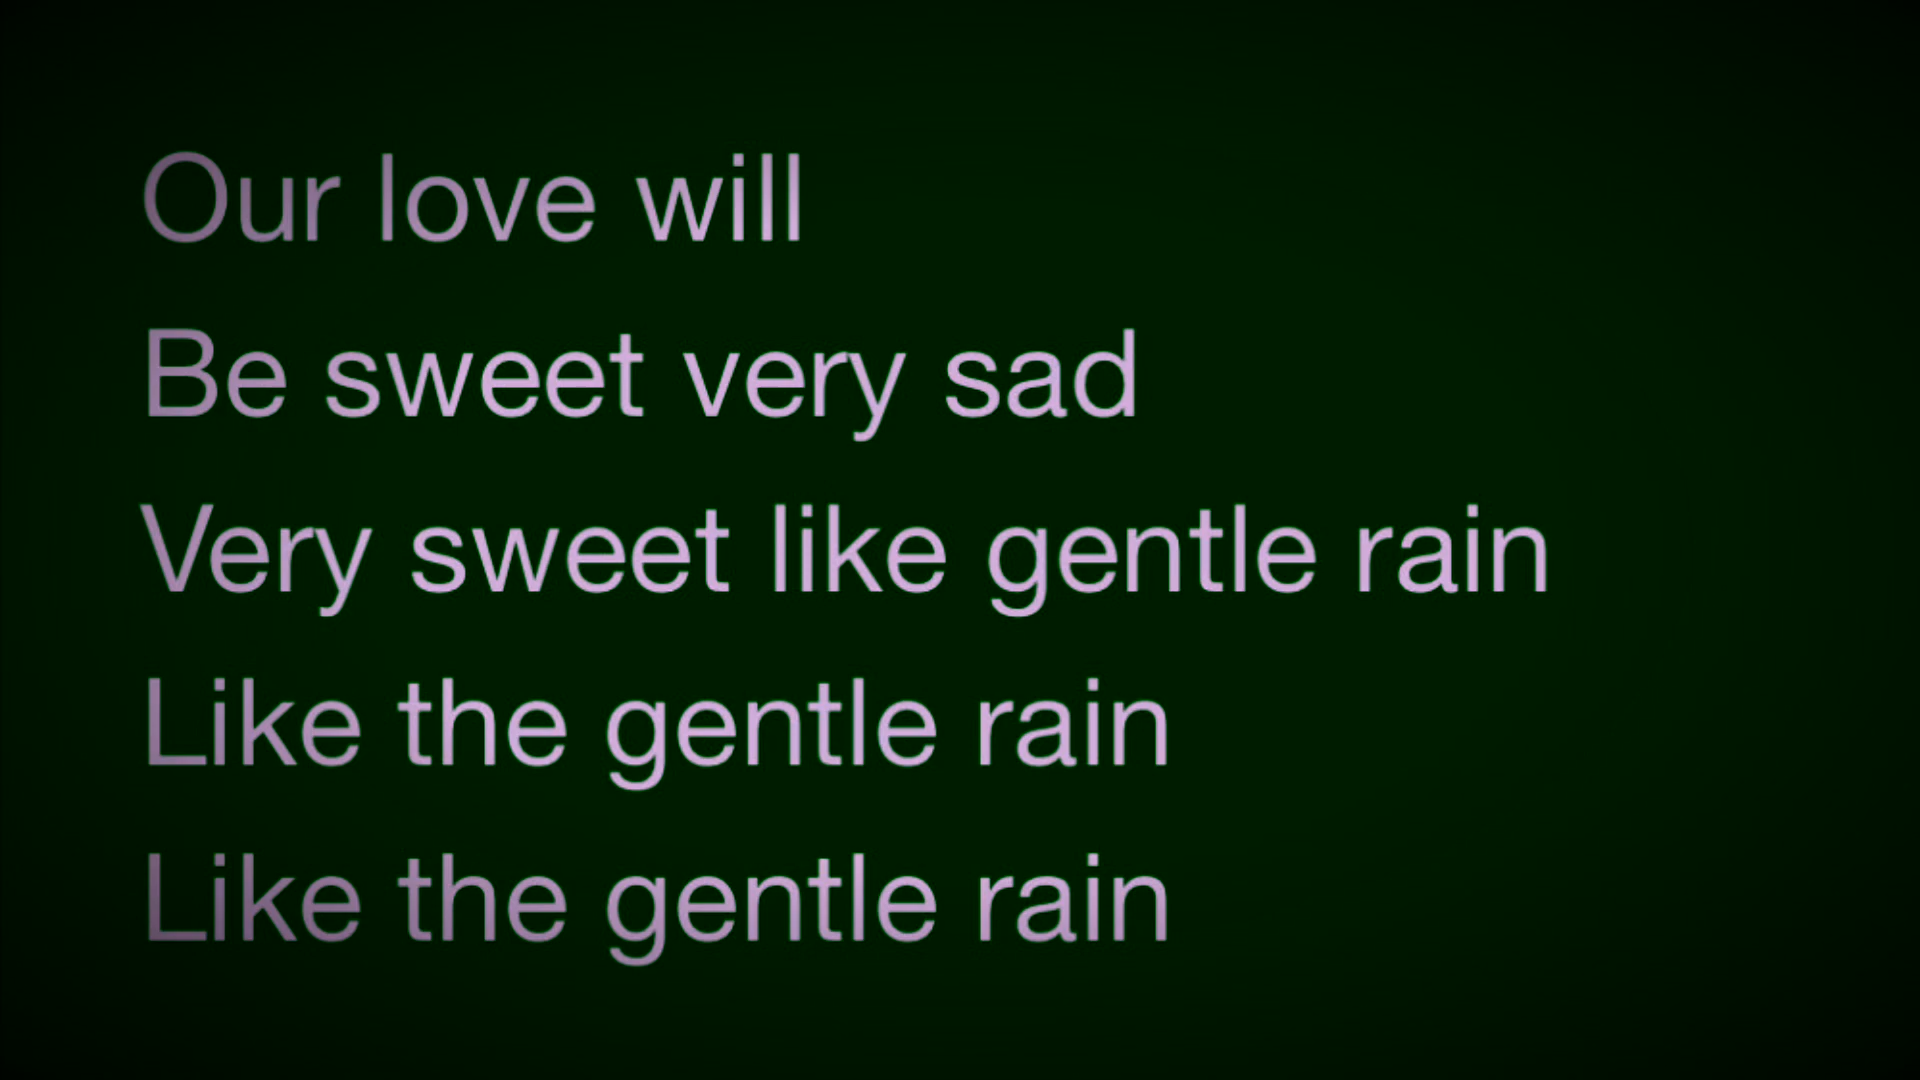 Our love will
Be sweet very sad
Very sweet like gentle rain
Like the gentle rain
Like the gentle rain